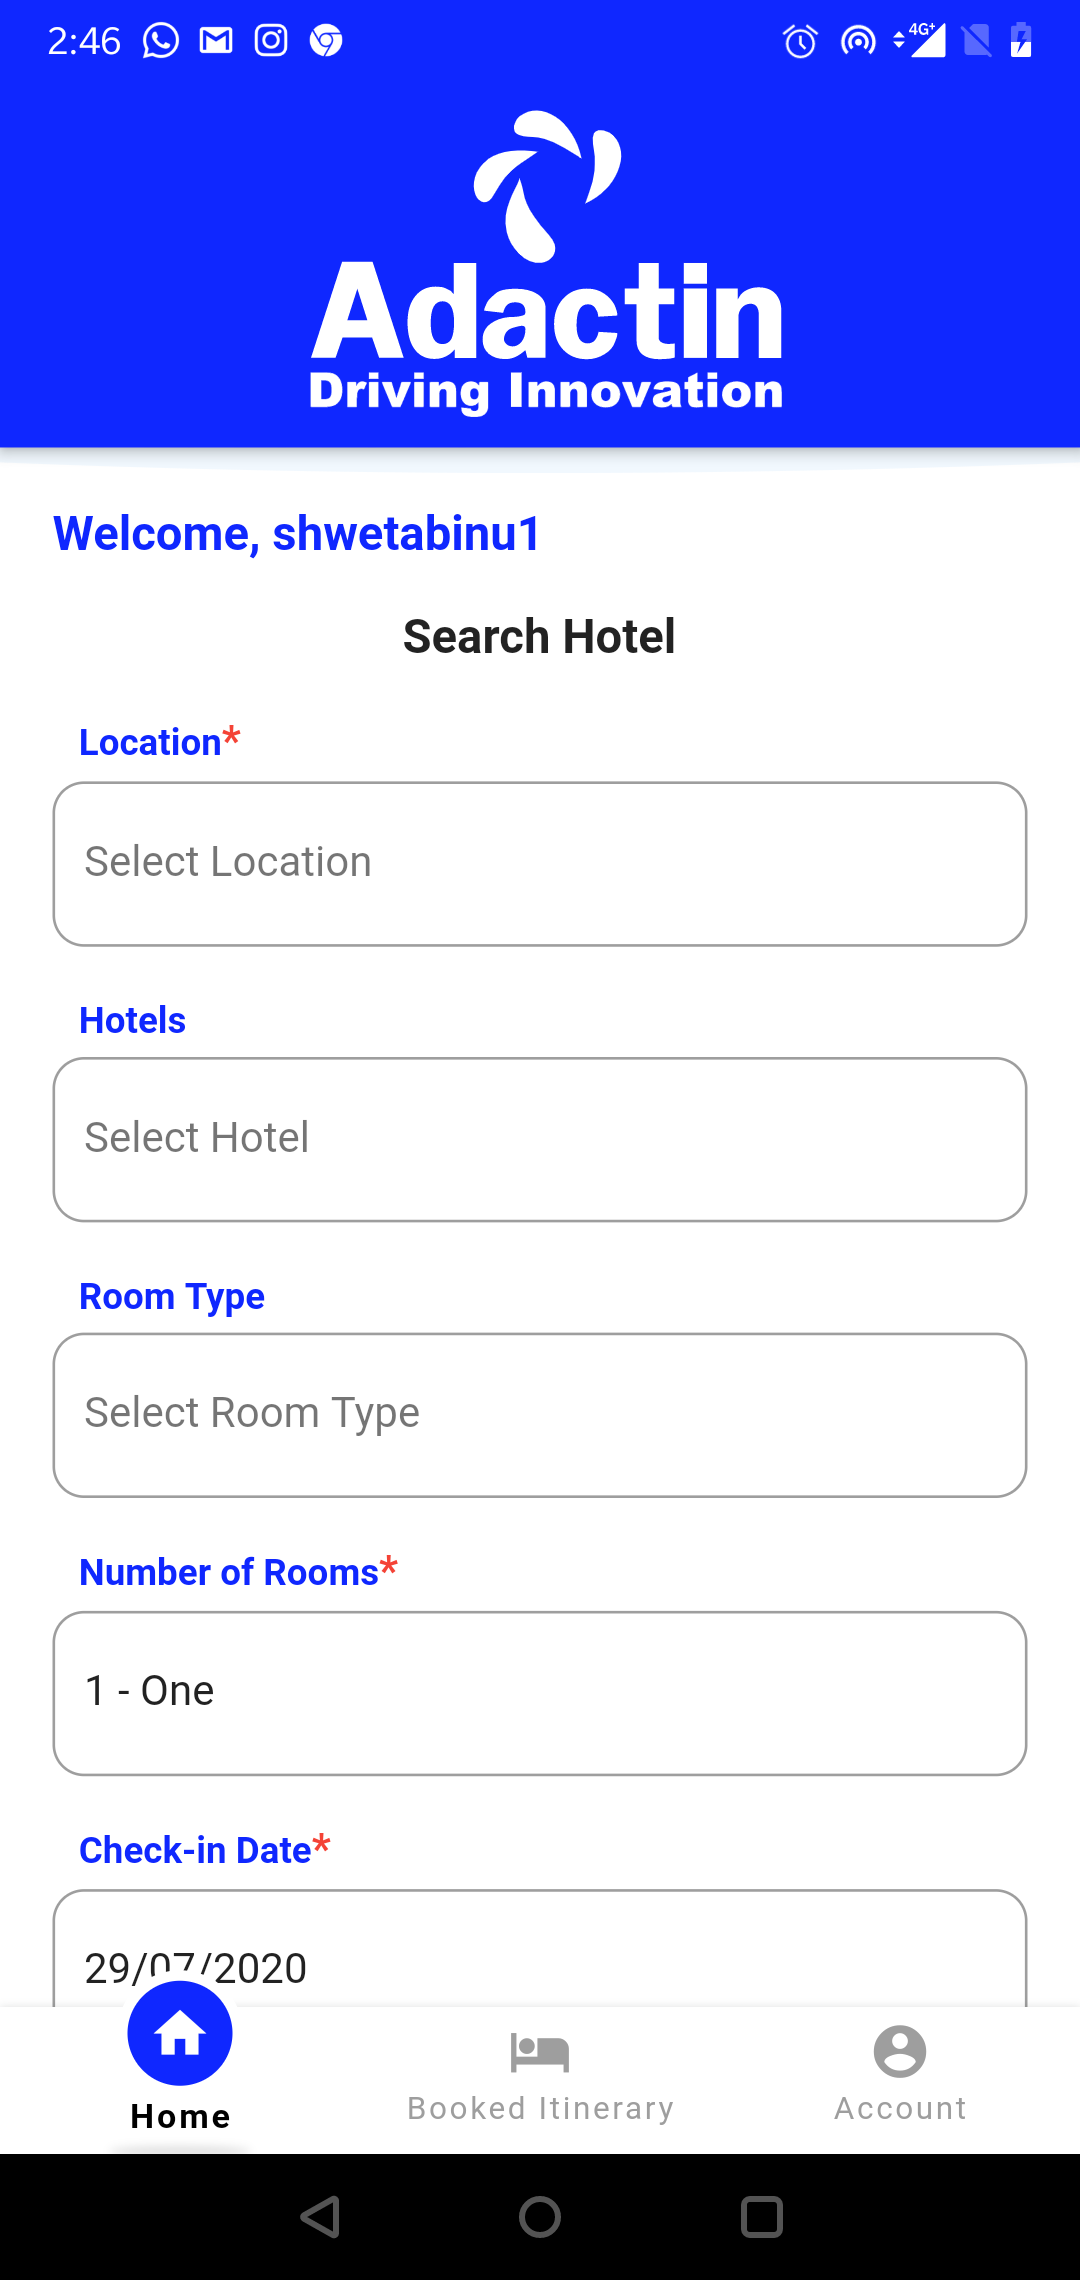 2:46
4G+
Adactin
Driving Innovation
Welcome, shwetabinu1
Search Hotel
Location*
Select Location
Hotels
Select Hotel
Room Type
Select Room Type
Number of Rooms*
1 - One
Check-in Date*
29/07/2020
Home
Booked Itinerary
Account